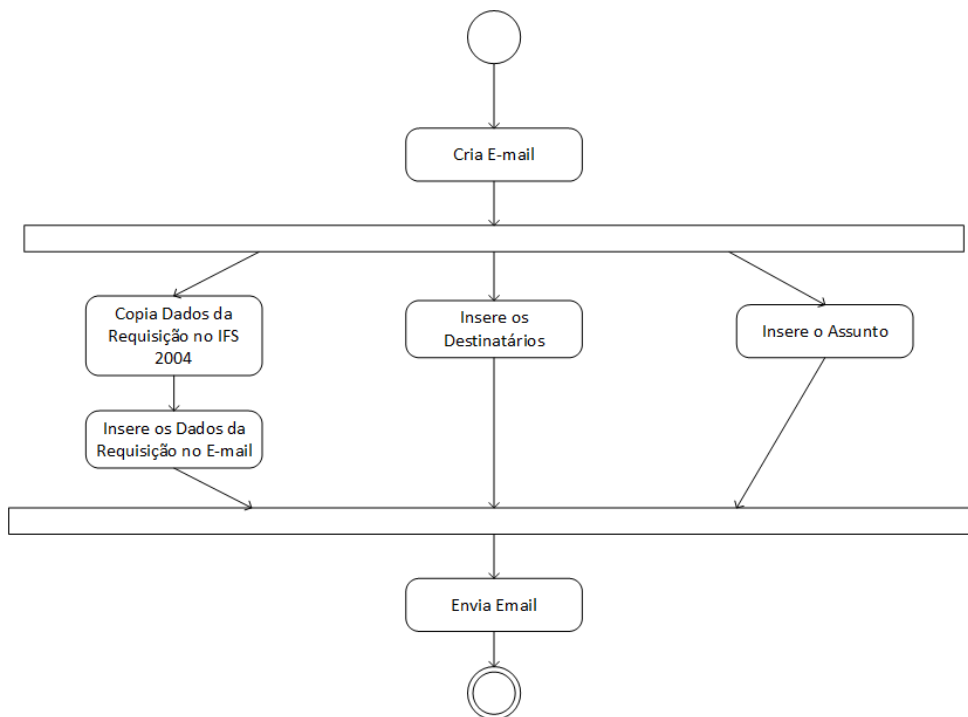 Cria E-mail
Copia Dados da
Requisição no IFS
2004
Insere os
Destinatários
Insere o Assunto
Insere os Dados da
Requisição no E-mail
Envia Email